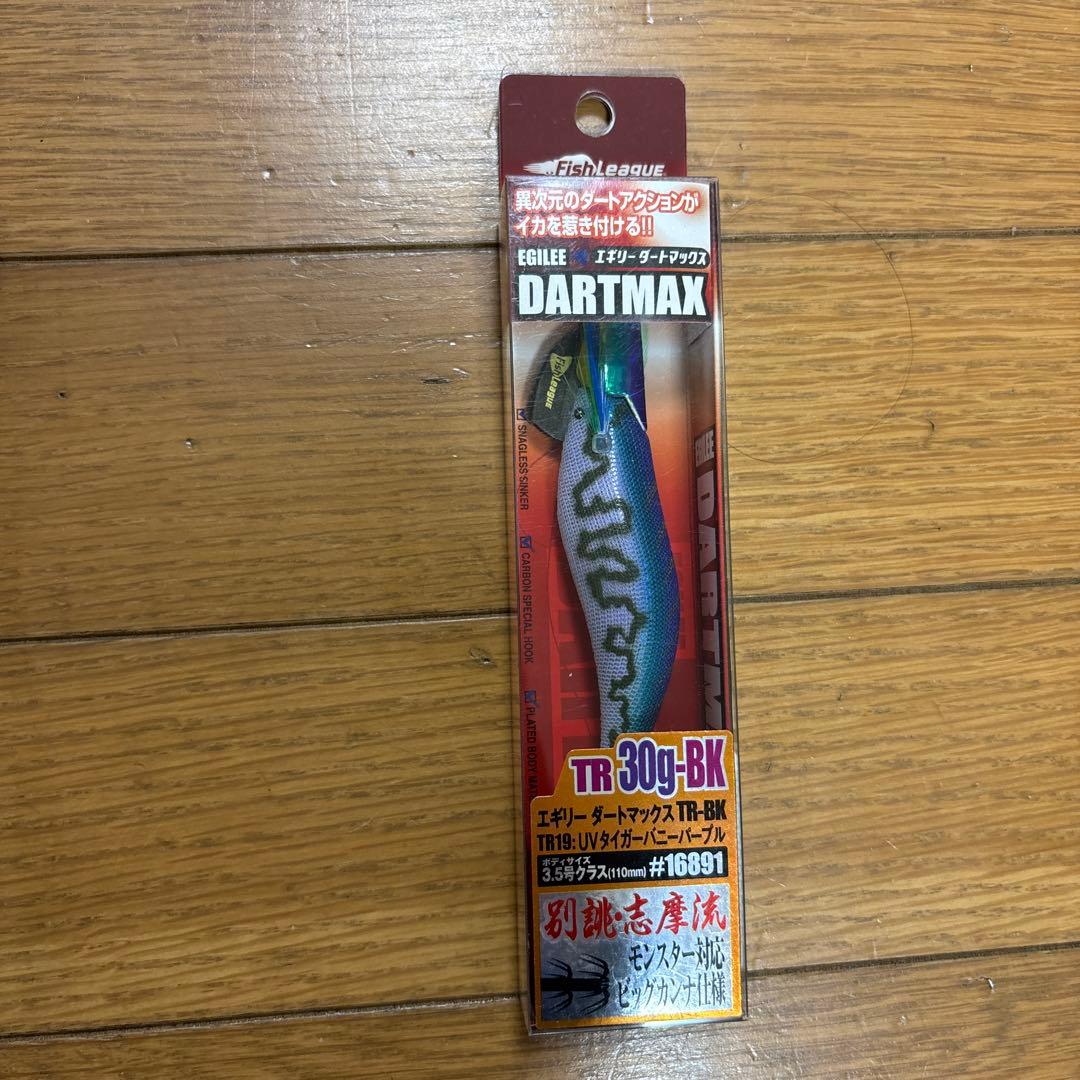 Fish League
異次元のダートアクションが
イカを惹き付ける!!
EGILEE エギリーダートマックス
DARTMAX
Fish League
SNAGLESS SINKER
CARBON SPECIAL HOOK
PLATED BODY
EGILEE DARTM
TR 30g-BK
エギリー ダートマックス TR-BK
TR19: UVタイガーバニーパープル
ボディサイズ
3.5号クラス(110mm) #16891
別誂・志摩流
モンスター対応
ビッグカンナ仕様